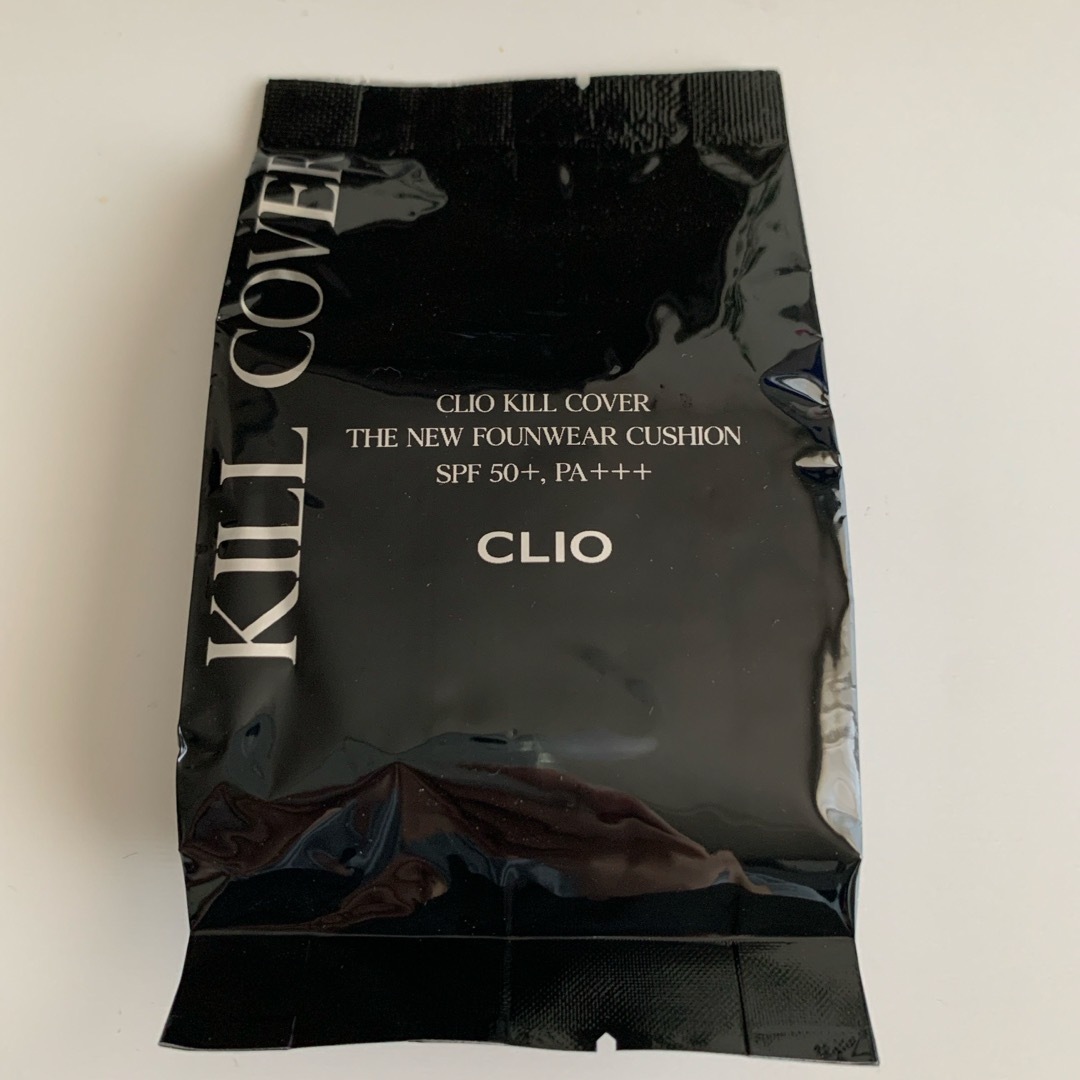 KILL COVER
CLIO KILL COVER
THE NEW FOUNWEAR CUSHION
SPF 50+, PA+++
CLIO